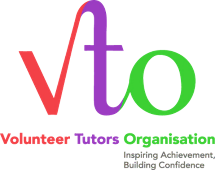 vto
Volunteer Tutors Organisation
Inspiring Achievement,
Building Confidence